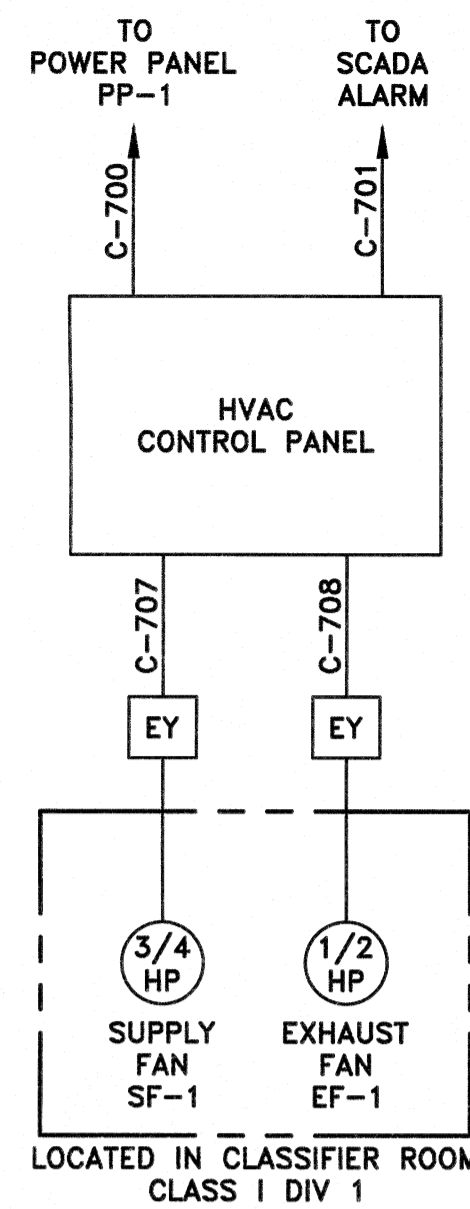 TO
POWER PANEL
PP-1
TO
SCADA
ALARM
C-700
C-701
HVAC
CONTROL PANEL
C-707
C-708
EY
EY
3/4
HP
1/2
HP
SUPPLY
FAN
SF-1
EXHAUST
FAN
EF-1
LOCATED IN CLASSIFIER ROOM
CLASS I DIV 1